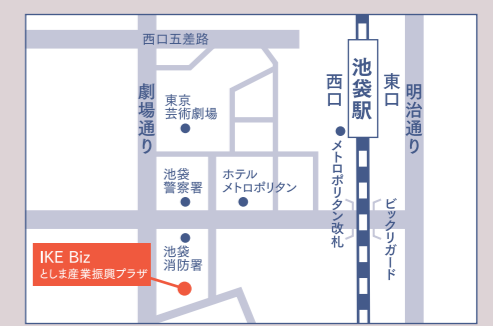 西口五差路
劇場通り
東京
芸術劇場
西口
池袋駅
東口
明治通り
メトロポリタン改札
池袋
警察署
ホテル
メトロポリタン
ビックリガード
池袋
消防署
IKE Biz
としま産業振興プラザ